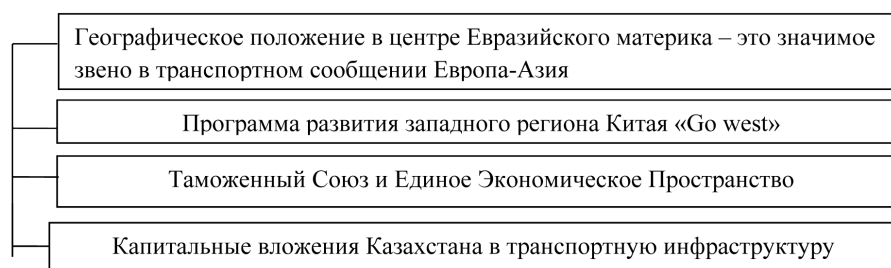 Географическое положение в центре Евразийского материка – это значимое
звено в транспортном сообщении Европа-Азия
Программа развития западного региона Китая «Go west»
Таможенный Союз и Единое Экономическое Пространство
Капитальные вложения Казахстана в транспортную инфраструктуру